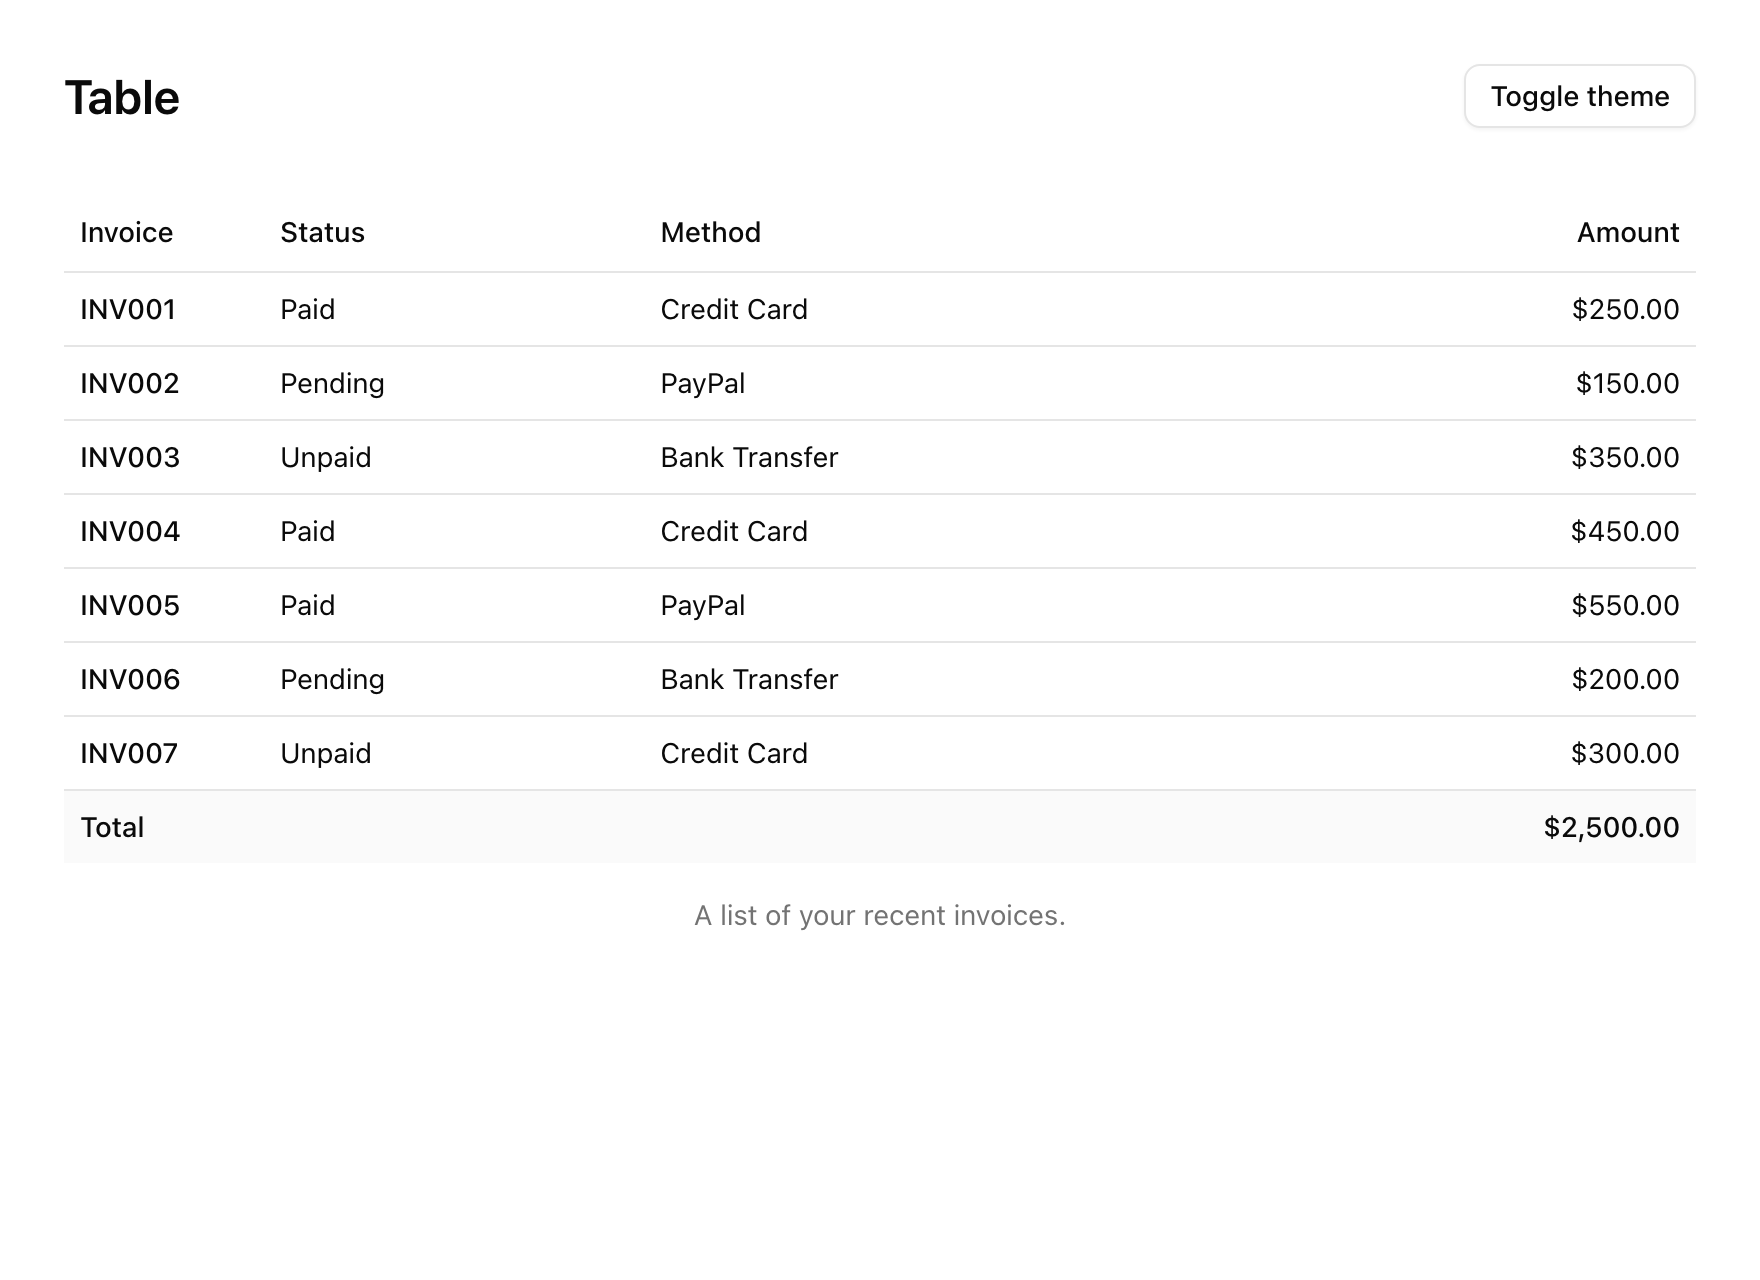 Table
Toggle theme
Invoice Status Method Amount
INV001 Paid Credit Card $250.00
INV002 Pending PayPal $150.00
INV003 Unpaid Bank Transfer $350.00
INV004 Paid Credit Card $450.00
INV005 Paid PayPal $550.00
INV006 Pending Bank Transfer $200.00
INV007 Unpaid Credit Card $300.00
Total $2,500.00
A list of your recent invoices.